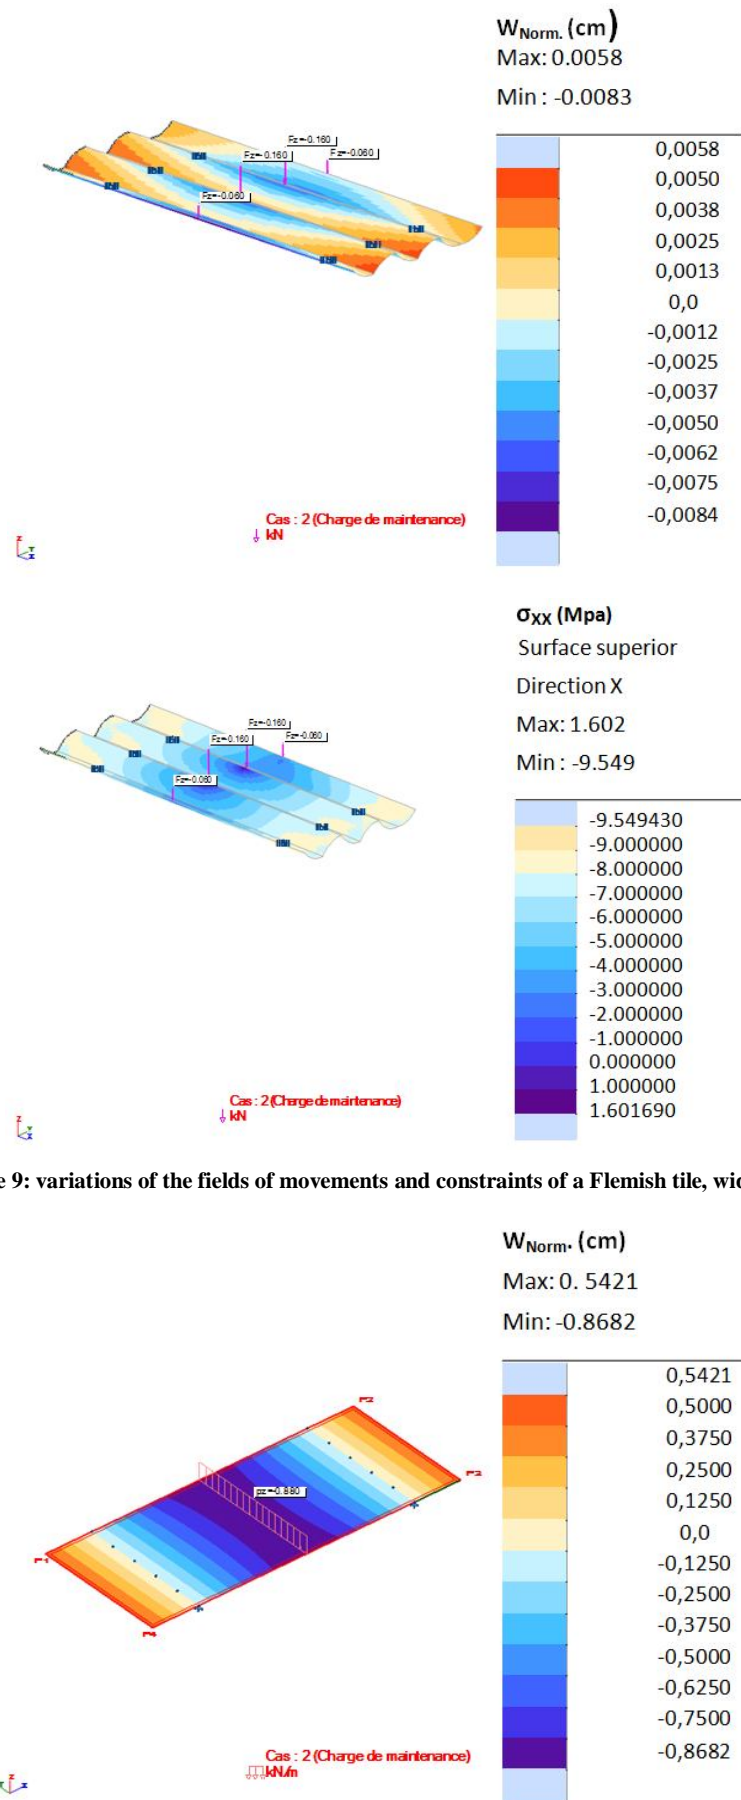 W Norm. (cm)
Max: 0.0058
Min : -0.0083
Fz=-0.160
Fz=-0.160
Fz=-0.060
Fz=-0.060
0,0058
0,0050
0,0038
0,0025
0,0013
0,0
-0,0012
-0,0025
-0,0037
-0,0050
-0,0062
-0,0075
-0,0084
Cas : 2 (Charge de maintenance)
kN
Z
Y
X
σXX (Mpa)
Surface superior
Direction X
Max: 1.602
Min : -9.549
Fz=-0.160
Fz=-0.160
Fz=-0.060
Fz=-0.060
-9.549430
-9.000000
-8.000000
-7.000000
-6.000000
-5.000000
-4.000000
-3.000000
-2.000000
-1.000000
0.000000
1.000000
1.601690
Cas : 2 (Charge de maintenance)
kN
Z
e 9: variations of the fields of movements and constraints of a Flemish tile, wid
W Norm. (cm)
Max: 0. 5421
Min: -0.8682
pz=-0.880
0,5421
0,5000
0,3750
0,2500
0,1250
0,0
-0,1250
-0,2500
-0,3750
-0,5000
-0,6250
-0,7500
-0,8682
Cas : 2 (Charge de maintenance)
kN/m
Z
X